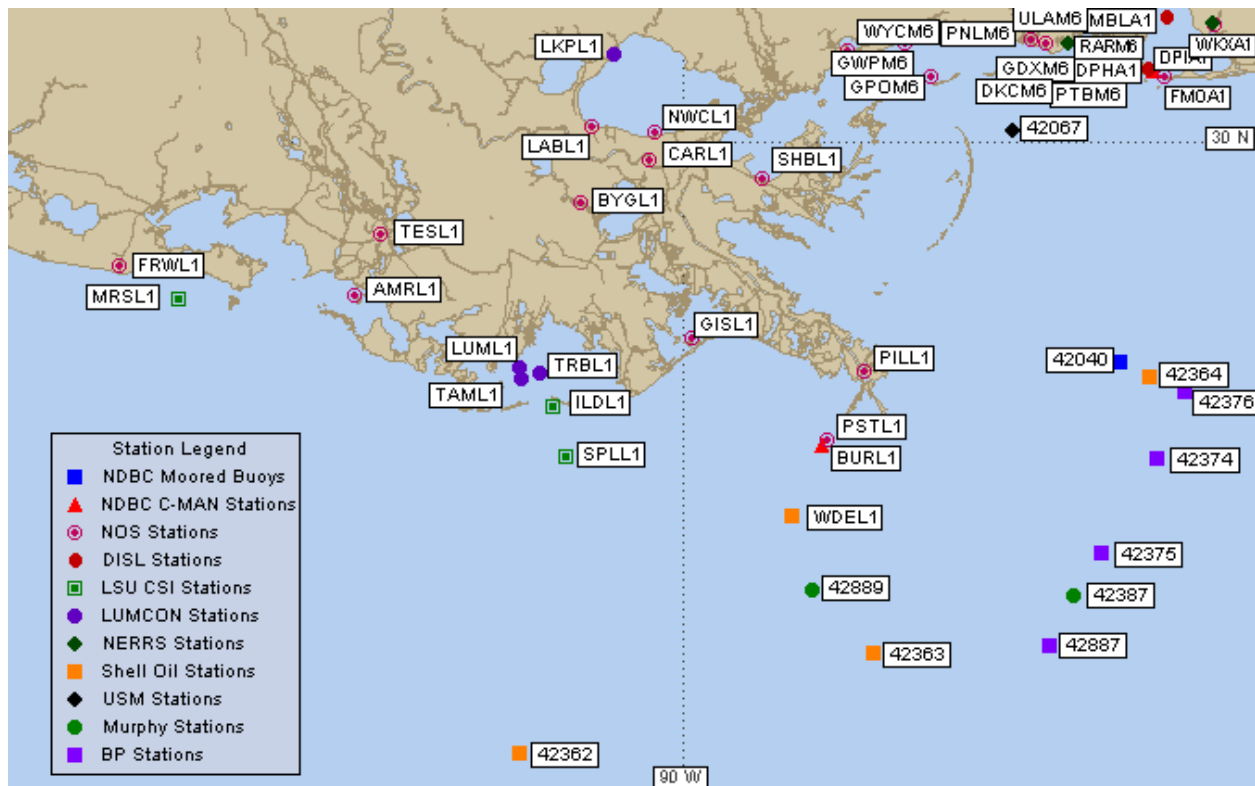 ULAM6
MBLA1
WYCM6
PNLM6
LKPL1
RARM6
WKXA1
GWPM6
GDXM6
DPHA1
GPOM6
DKCM6
PTBM6
FMOA1
NWCL1
42067
30 N
LABL1
CARL1
SHBL1
BYGL1
TESL1
FRWL1
MRSL1
AMRL1
GISL1
LUML1
TRBL1
PILL1
42040
42364
TAML1
ILDL1
42376
PSTL1
SPLL1
BURL1
42374
Station Legend
NDBC Moored Buoys
NDBC C-MAN Stations
NOS Stations
DISL Stations
LSU CSI Stations
LUMCON Stations
NERRS Stations
Shell Oil Stations
USM Stations
Murphy Stations
BP Stations
WDEL1
42375
42889
42387
42363
42887
42362
90 W